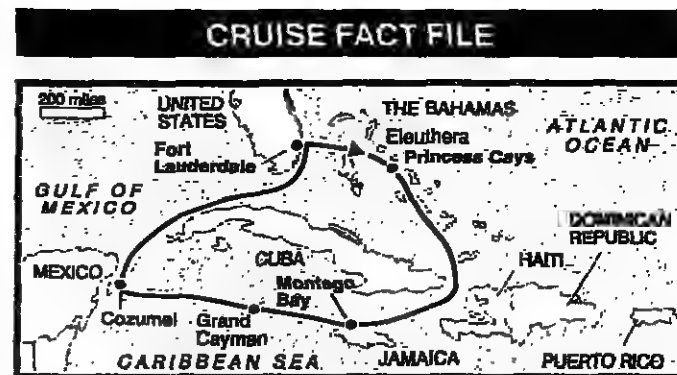 CRUISE FACT FILE
200 miles
UNITED
STATES
THE BAHAMAS
Eleuthera
Princess Cays
ATLANTIC
OCEAN
Fort
Lauderdale
GULF OF
MEXICO
DOMINICAN
REPUBLIC
MEXICO
CUBA
HAITI
Montego
Bay
Cozumel
Grand
Cayman
CARIBBEAN SEA
JAMAICA
PUERTO RICO